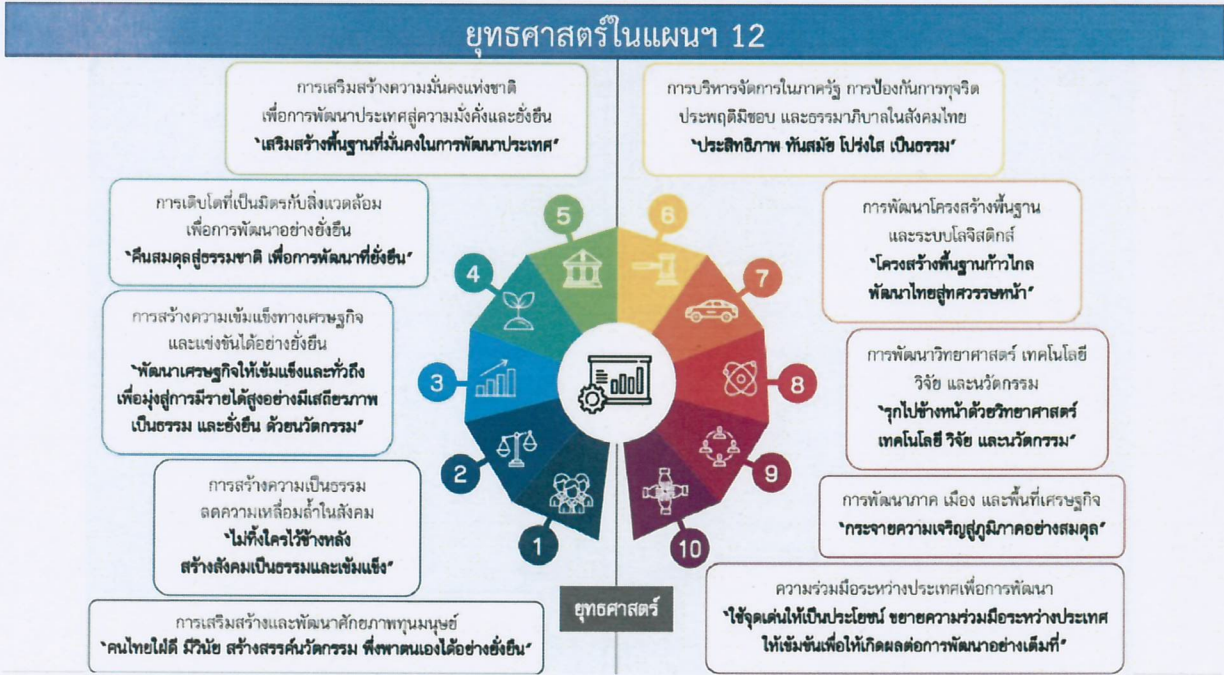 ยุทธศาสตร์ในแผนฯ 12
การเสริมสร้างความมั่นคงแห่งชาติ
เพื่อการพัฒนาประเทศสู่ความมั่งคั่งและยั่งยืน
"เสริมสร้างพื้นฐานที่มั่นคงในการพัฒนาประเทศ"
การบริหารจัดการในภาครัฐ การป้องกันการทุจริต
ประพฤติมิชอบ และธรรมาภิบาลในสังคมไทย
"ประสิทธิภาพ ทันสมัย โปร่งใส เป็นธรรม"
การเติบโตที่เป็นมิตรกับสิ่งแวดล้อม
เพื่อการพัฒนาอย่างยั่งยืน
"คืนสมดุลสู่ธรรมชาติ เพื่อการพัฒนาที่ยั่งยืน"
การพัฒนาโครงสร้างพื้นฐาน
และระบบโลจิสติกส์
"โครงสร้างพื้นฐานก้าวไกล
พัฒนาไทยสู่ทศวรรษหน้า"
การสร้างความเข้มแข็งทางเศรษฐกิจ
และแข่งขันได้อย่างยั่งยืน
"พัฒนาเศรษฐกิจให้เข้มแข็งและทั่วถึง
เพื่อมุ่งสู่การมีรายได้สูงอย่างมีเสถียรภาพ
เป็นธรรม และยั่งยืน ด้วยนวัตกรรม"
การพัฒนาวิทยาศาสตร์ เทคโนโลยี
วิจัย และนวัตกรรม
"รุกไปข้างหน้าด้วยวิทยาศาสตร์
เทคโนโลยี วิจัย และนวัตกรรม"
การสร้างความเป็นธรรม
ลดความเหลื่อมล้ำในสังคม
"ไม่ทิ้งใครไว้ข้างหลัง
สร้างสังคมเป็นธรรมและเข้มแข็ง"
การพัฒนาภาค เมือง และพื้นที่เศรษฐกิจ
"กระจายความเจริญสู่ภูมิภาคอย่างสมดุล"
การเสริมสร้างและพัฒนาศักยภาพทุนมนุษย์
"คนไทยใฝ่ดี มีวินัย สร้างสรรค์นวัตกรรม พึ่งพาตนเองได้อย่างยั่งยืน"
ความร่วมมือระหว่างประเทศเพื่อการพัฒนา
"ใช้จุดเด่นให้เป็นประโยชน์ ขยายความร่วมมือระหว่างประเทศ
ให้เข้มข้นเพื่อให้เกิดผลต่อการพัฒนาอย่างเต็มที่"
1
2
3
4
5
6
7
8
9
10
ยุทธศาสตร์